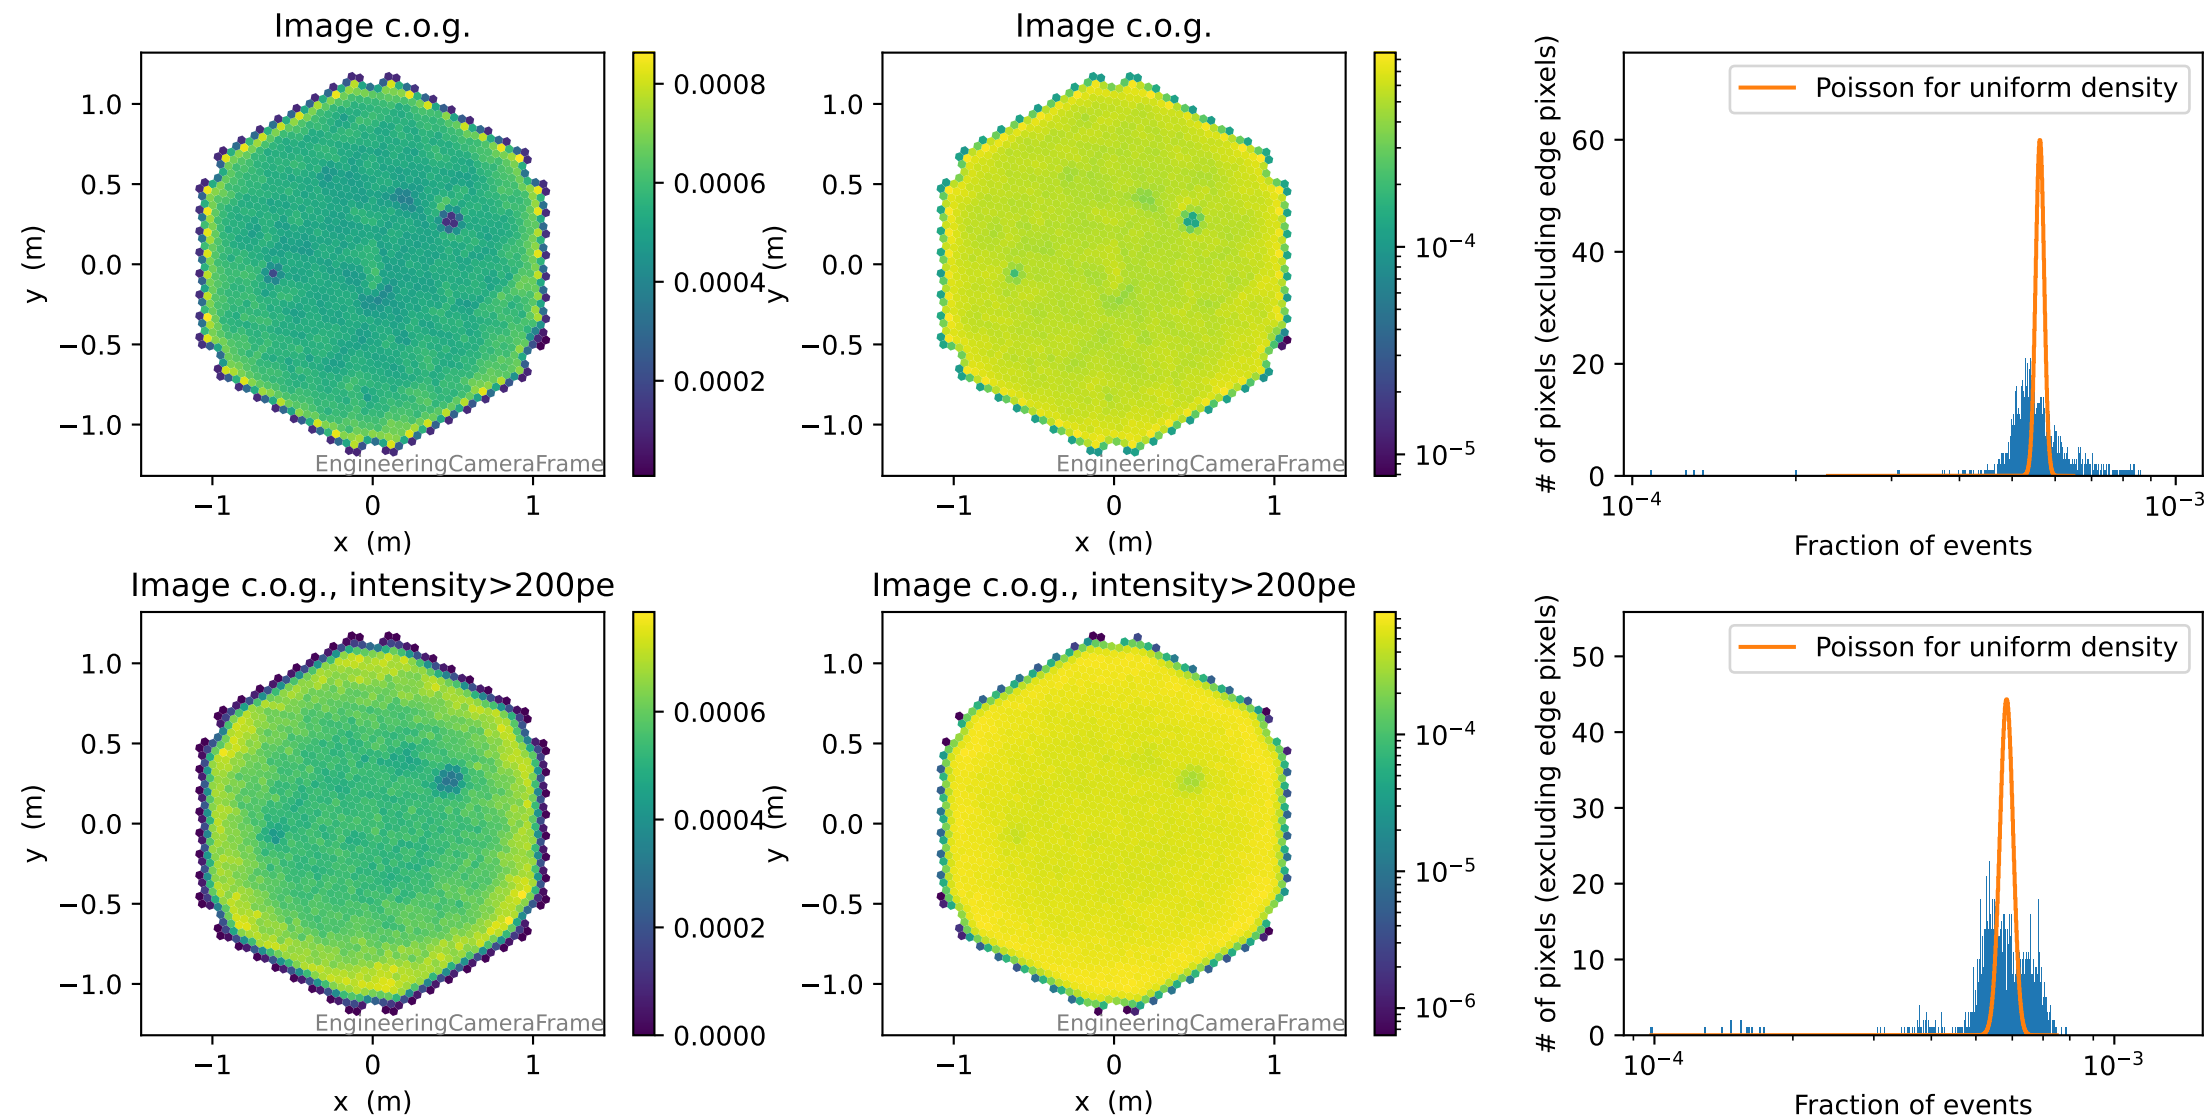 Image c.o.g.
1.0
0.5
0.0
−0.5
−1.0
y (m)
EngineeringCameraFrame
−1
0
1
x (m)
0.0008
0.0006
0.0004
0.0002
Image c.o.g.
1.0
0.5
0.0
−0.5
−1.0
y (m)
EngineeringCameraFrame
−1
0
1
x (m)
10⁻⁴
10⁻⁵
# of pixels (excluding edge pixels)
60
40
20
0
Poisson for uniform density
10⁻⁴
10⁻³
Fraction of events
Image c.o.g., intensity>200pe
1.0
0.5
0.0
−0.5
−1.0
y (m)
EngineeringCameraFrame
−1
0
1
x (m)
0.0006
0.0004
0.0002
0.0000
Image c.o.g., intensity>200pe
1.0
0.5
0.0
−0.5
−1.0
y (m)
EngineeringCameraFrame
−1
0
1
x (m)
10⁻⁴
10⁻⁵
10⁻⁶
# of pixels (excluding edge pixels)
50
40
30
20
10
0
Poisson for uniform density
10⁻⁴
10⁻³
Fraction of events